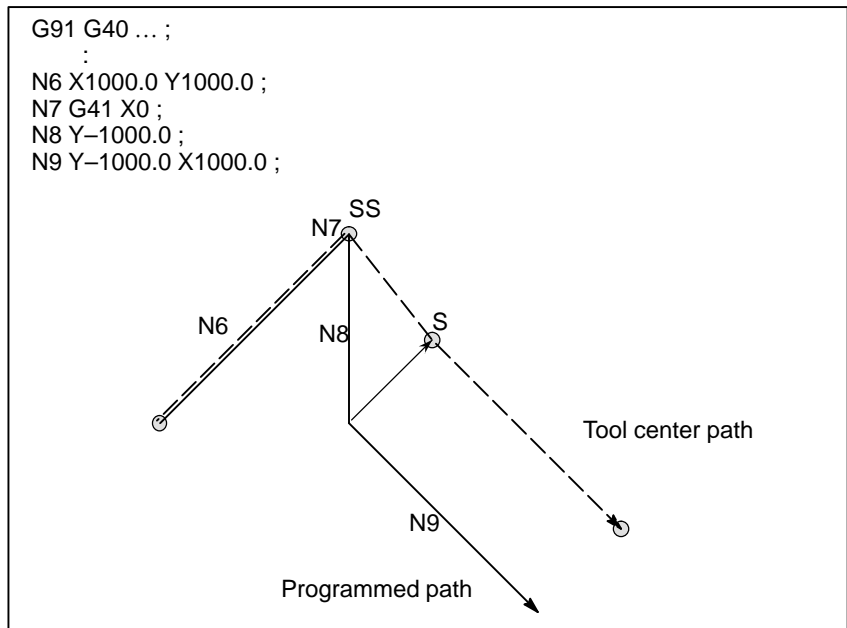 G91 G40 … ;
:
N6 X1000.0 Y1000.0 ;
N7 G41 X0 ;
N8 Y–1000.0 ;
N9 Y–1000.0 X1000.0 ;
SS
N7
N6
N8
S
Tool center path
N9
Programmed path